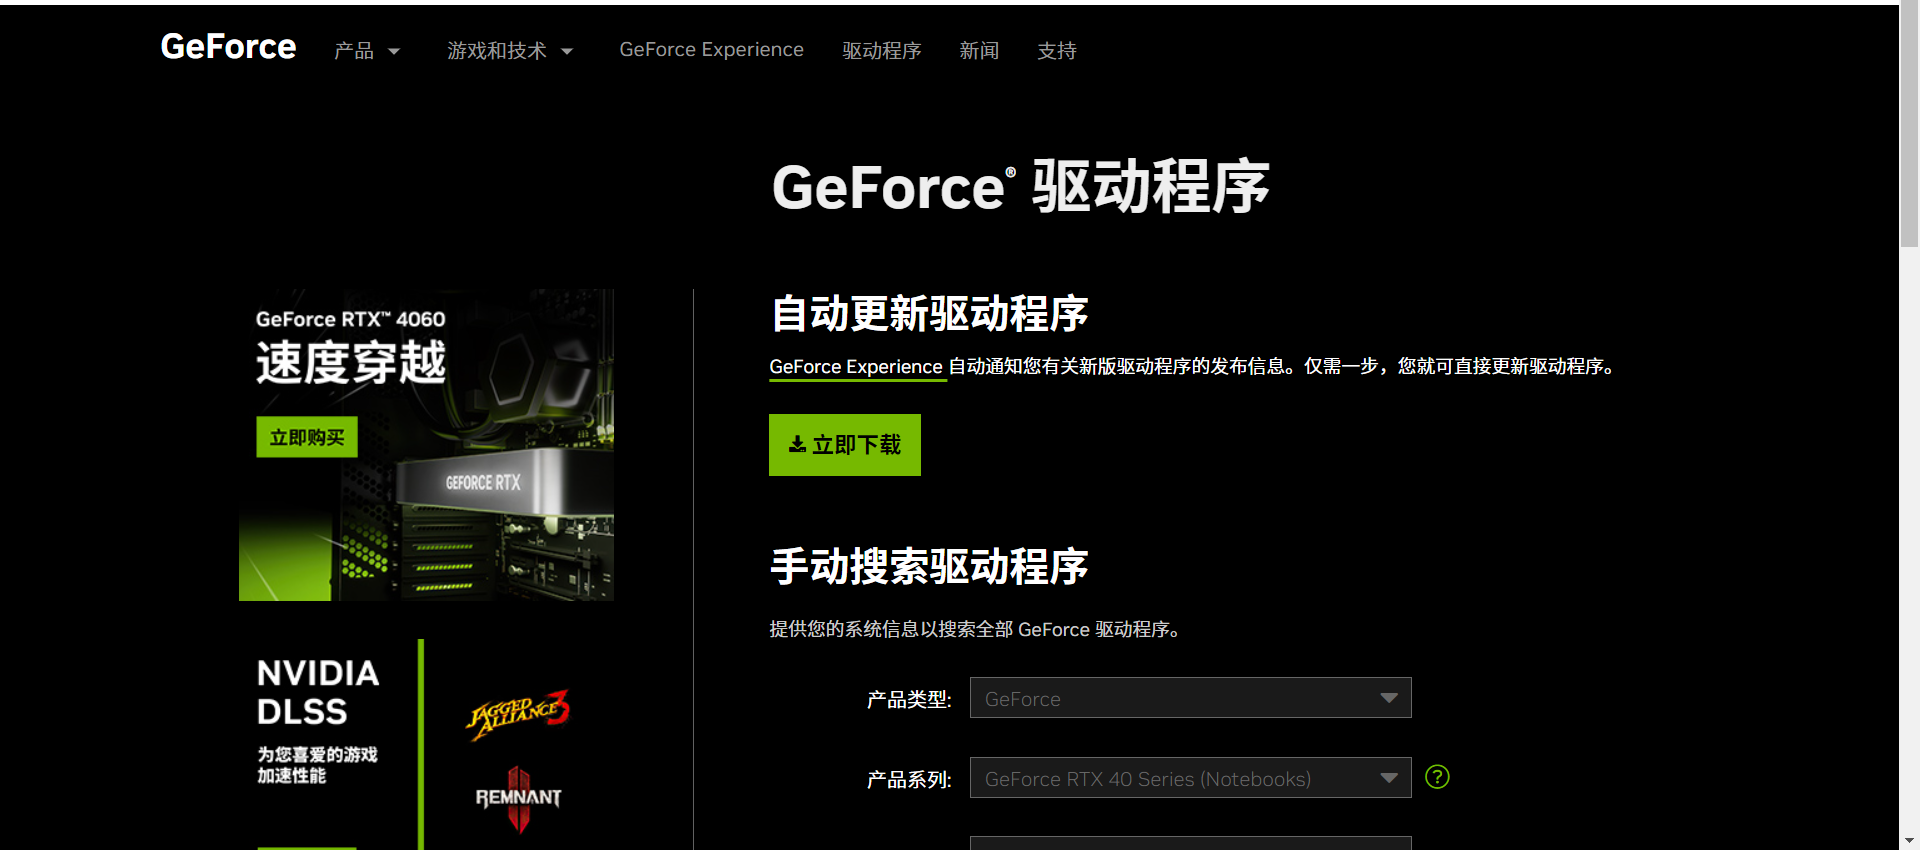 GeForce 产品 游戏和技术 GeForce Experience 驱动程序 新闻 支持
GeForce® 驱动程序
GeForce RTX™ 4060
速度穿越
立即购买
GEFORCE RTX
NVIDIA
DLSS
为您喜爱的游戏
加速性能
JAGGED
ALLIANCE 3
REMNANT
自动更新驱动程序
GeForce Experience 自动通知您有关新版驱动程序的发布信息。仅需一步，您就可直接更新驱动程序。
立即下载
手动搜索驱动程序
提供您的系统信息以搜索全部 GeForce 驱动程序。
产品类型: GeForce
产品系列: GeForce RTX 40 Series (Notebooks) ?